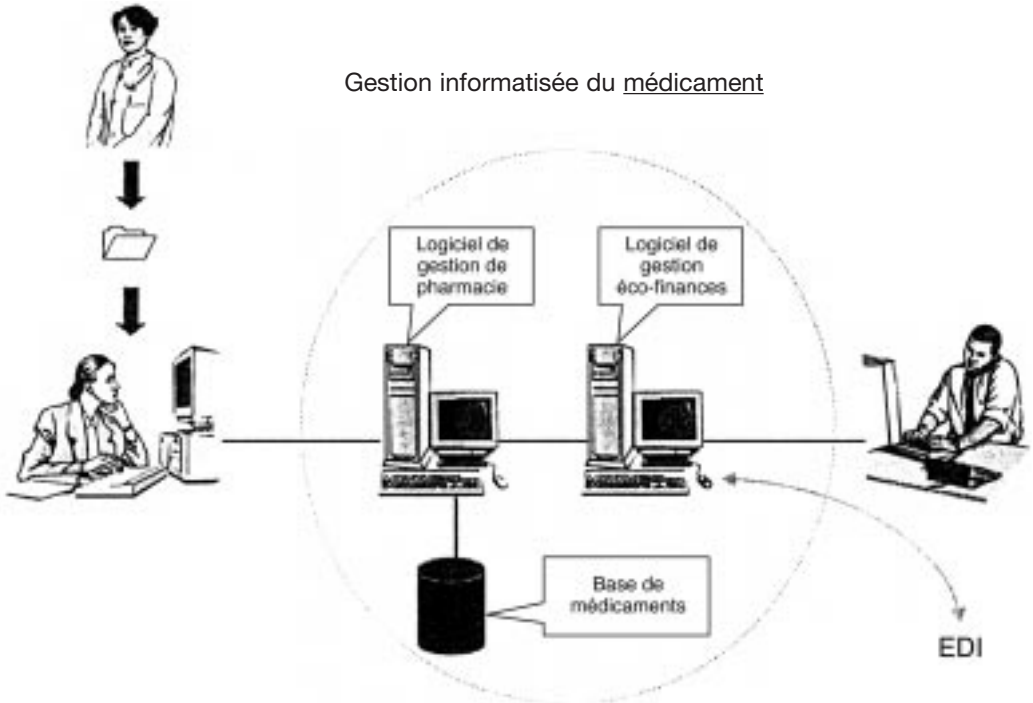 Gestion informatisée du médicament
Logiciel de
gestion de
pharmacie
Logiciel de
gestion
éco-finances
Base de
médicaments
EDI